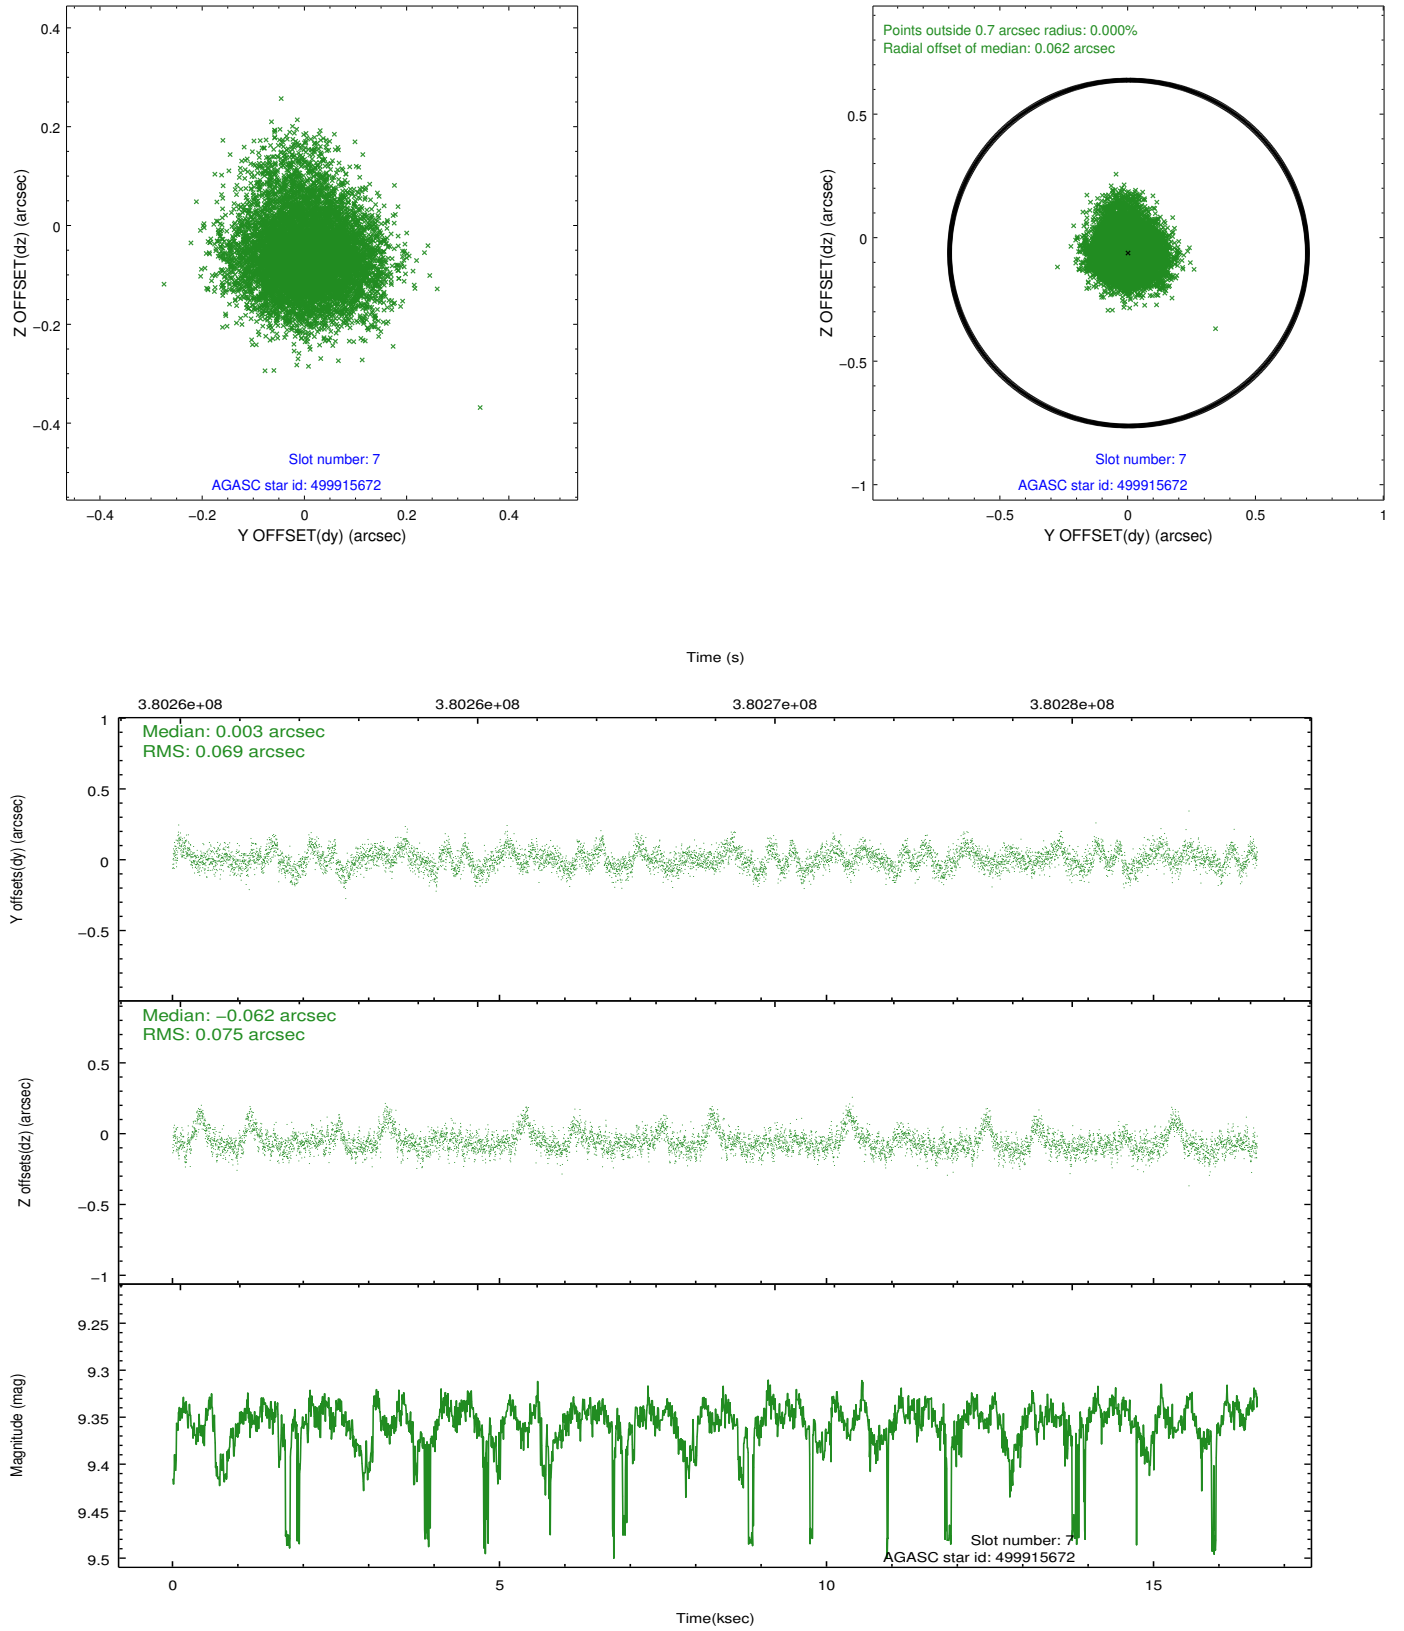 0.4
0.2
0
−0.2
−0.4
Z OFFSET(dz) (arcsec)
Slot number: 7
AGASC star id: 499915672
−0.4 −0.2 0 0.2 0.4
Y OFFSET(dy) (arcsec)
Points outside 0.7 arcsec radius: 0.000%
Radial offset of median: 0.062 arcsec
0.5
0
−0.5
−1
Z OFFSET(dz) (arcsec)
Slot number: 7
AGASC star id: 499915672
−0.5 0 0.5 1
Y OFFSET(dy) (arcsec)
Time (s)
3.8026e+08 3.8026e+08 3.8027e+08 3.8028e+08
Median: 0.003 arcsec
RMS: 0.069 arcsec
1
0.5
0
−0.5
Y offsets(dy) (arcsec)
Median: −0.062 arcsec
RMS: 0.075 arcsec
0.5
0
−0.5
−1
Z offsets(dz) (arcsec)
9.25
9.3
9.35
9.4
9.45
9.5
Magnitude (mag)
Slot number: 7
AGASC star id: 499915672
0 5 10 15
Time(ksec)